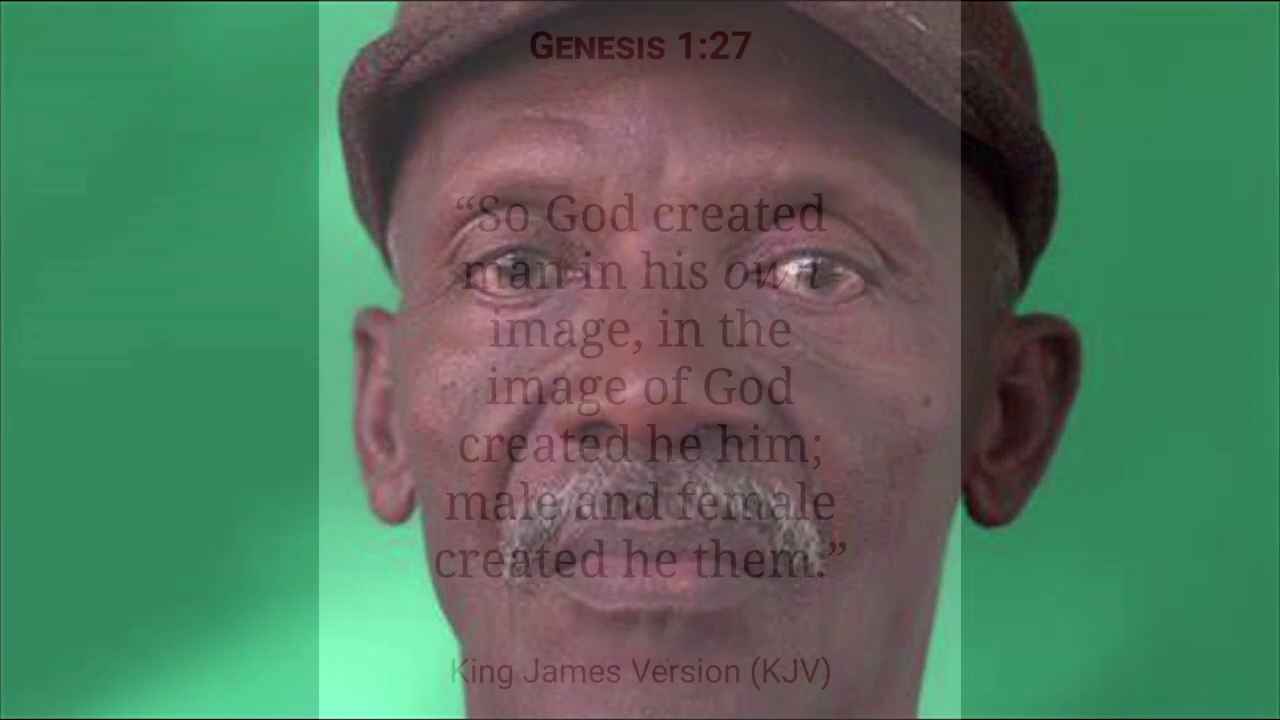 GENESIS 1:27
“So God created
man in his own
image, in the
image of God
created he him;
male and female
created he them.”
King James Version (KJV)